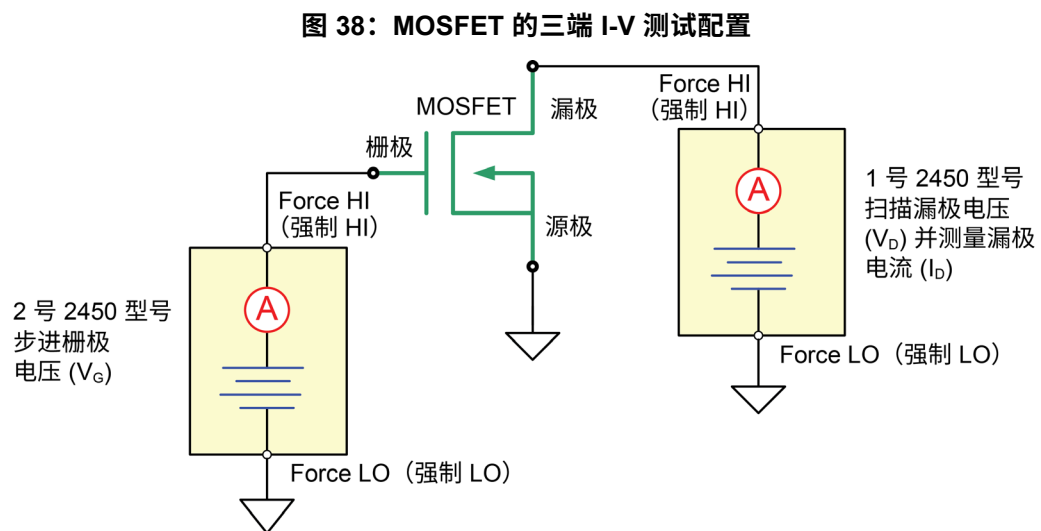 图 38：MOSFET 的三端 I-V 测试配置
Force HI
（强制 HI）
MOSFET
漏极
栅极
A
1 号 2450 型号
扫描漏极电压
(V_D) 并测量漏极
电流 (I_D)
Force HI
（强制 HI）
源极
A
2 号 2450 型号
步进栅极
电压 (V_G)
Force LO（强制 LO）
Force LO（强制 LO）